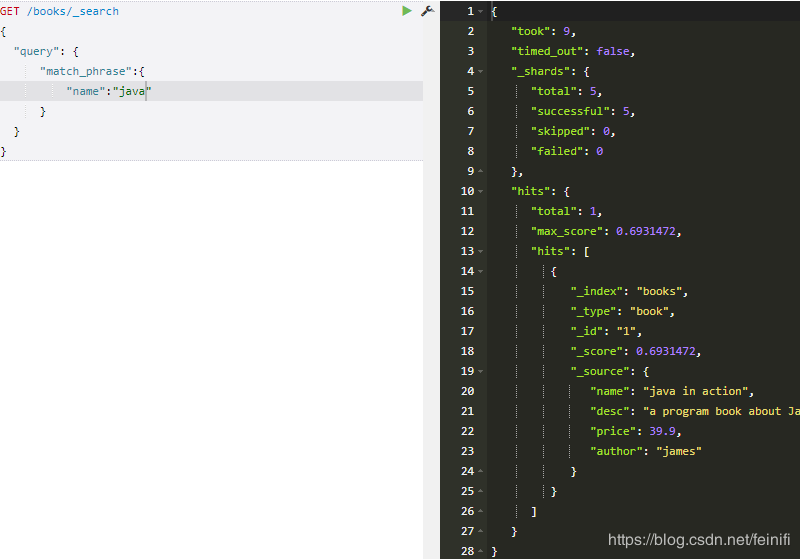 GET /books/_search
{
"query": {
"match_phrase":{
"name":"java"
}
}
}
1 {
2 "took": 9,
3 "timed_out": false,
4 "_shards": {
5 "total": 5,
6 "successful": 5,
7 "skipped": 0,
8 "failed": 0
9 },
10 "hits": {
11 "total": 1,
12 "max_score": 0.6931472,
13 "hits": [
14 {
15 "_index": "books",
16 "_type": "book",
17 "_id": "1",
18 "_score": 0.6931472,
19 "_source": {
20 "name": "java in action",
21 "desc": "a program book about Ja
22 "price": 39.9,
23 "author": "james"
24 }
25 }
26 ]
27 }
28 }
https://blog.csdn.net/feinifi